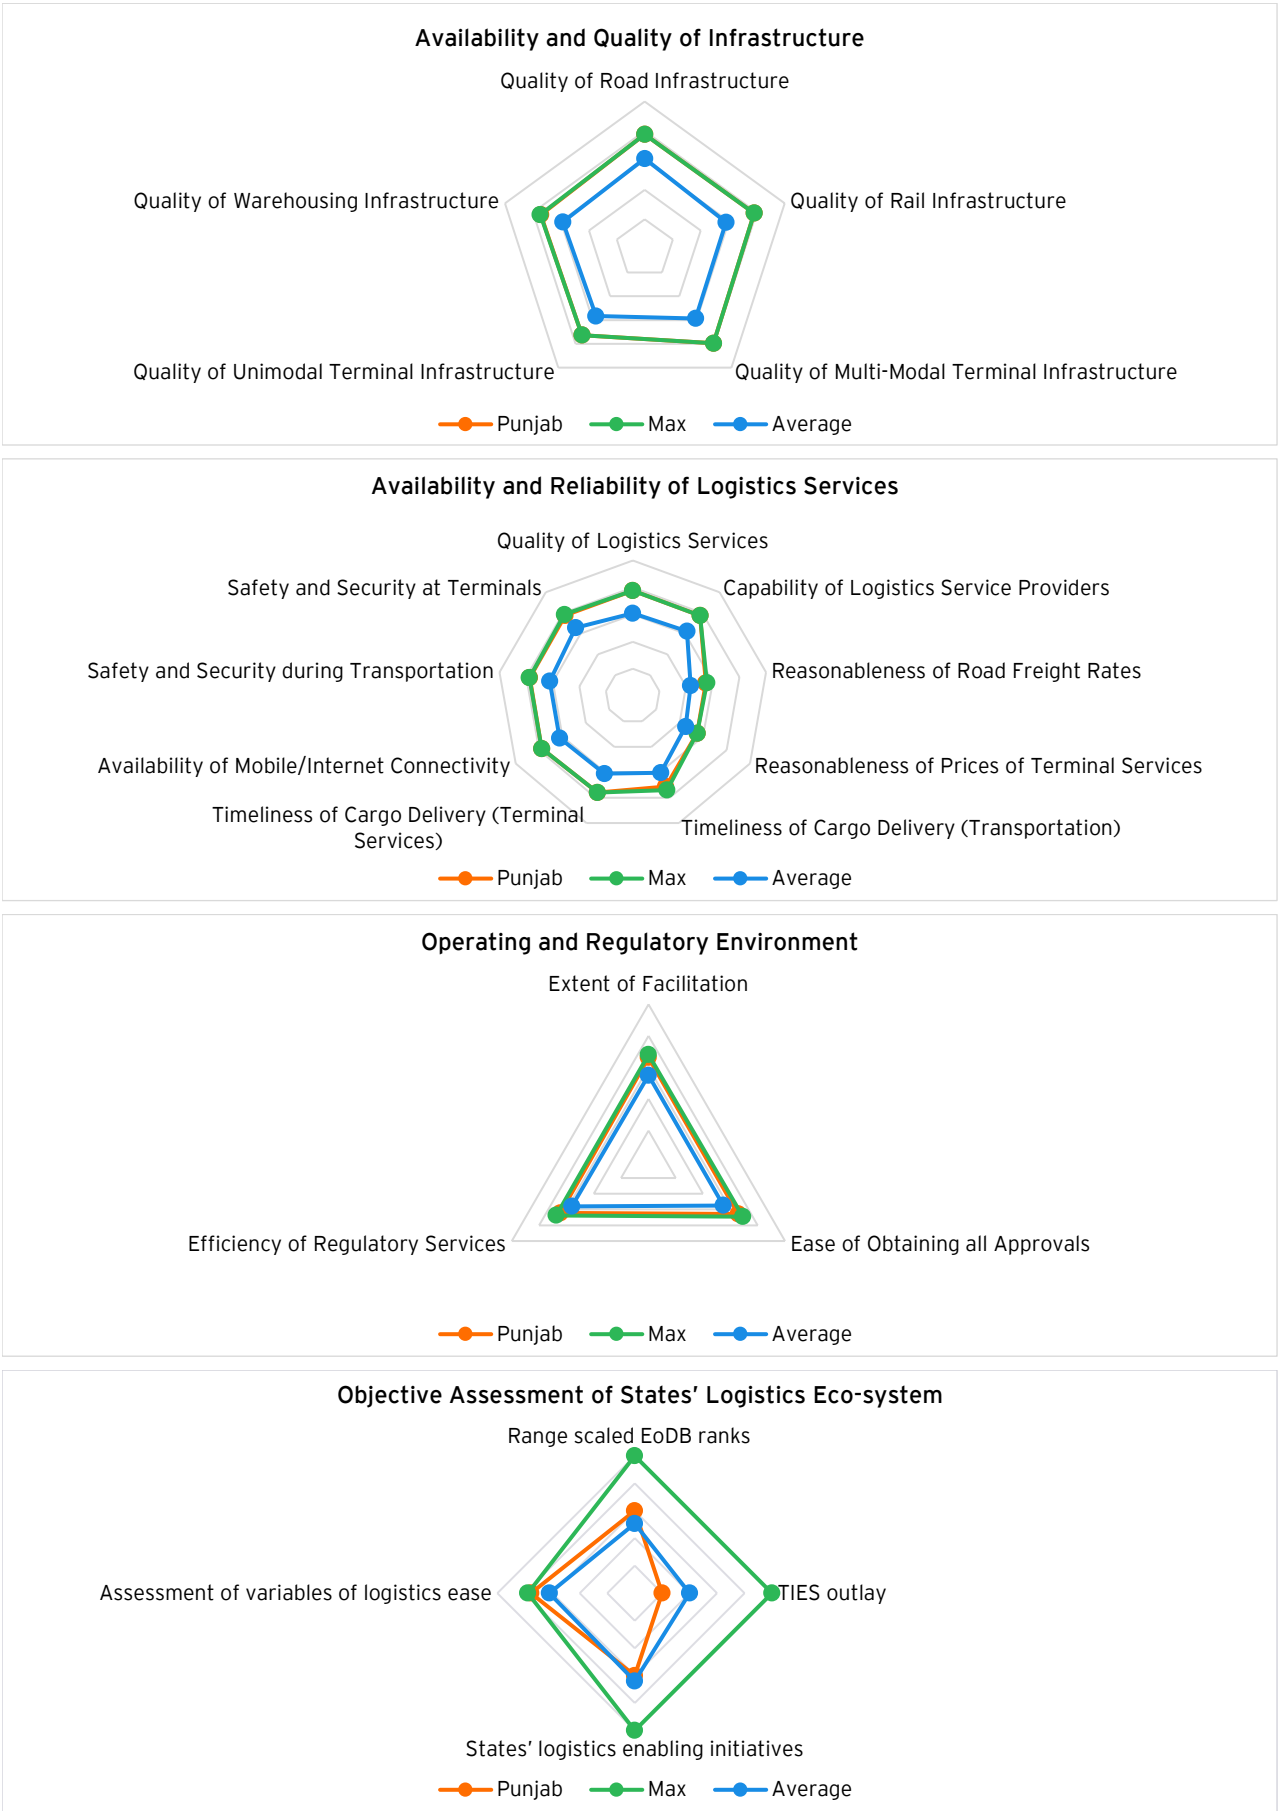 Availability and Quality of Infrastructure
Quality of Road Infrastructure
Quality of Warehousing Infrastructure
Quality of Rail Infrastructure
Quality of Unimodal Terminal Infrastructure
Quality of Multi-Modal Terminal Infrastructure
Punjab Max Average
Availability and Reliability of Logistics Services
Quality of Logistics Services
Safety and Security at Terminals
Capability of Logistics Service Providers
Safety and Security during Transportation
Reasonableness of Road Freight Rates
Availability of Mobile/Internet Connectivity
Reasonableness of Prices of Terminal Services
Timeliness of Cargo Delivery (Terminal
Services)
Timeliness of Cargo Delivery (Transportation)
Punjab Max Average
Operating and Regulatory Environment
Extent of Facilitation
Efficiency of Regulatory Services
Ease of Obtaining all Approvals
Punjab Max Average
Objective Assessment of States’ Logistics Eco-system
Range scaled EoDB ranks
Assessment of variables of logistics ease
TIES outlay
States’ logistics enabling initiatives
Punjab Max Average